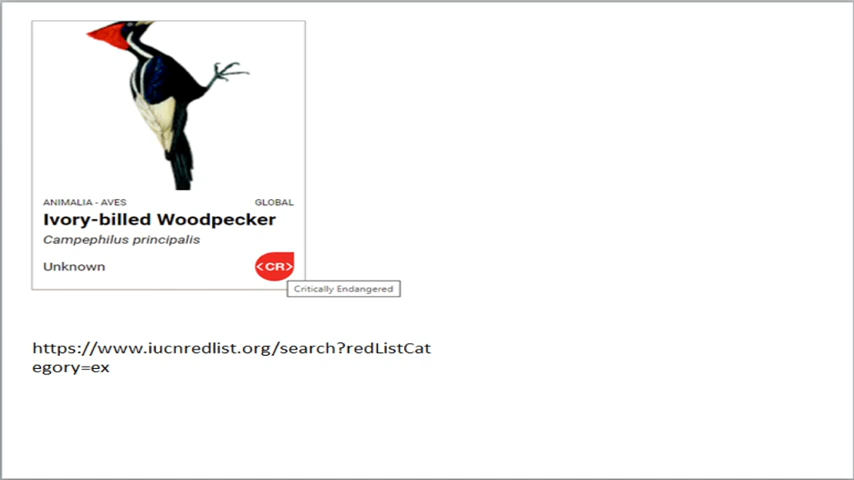 ANIMALIA - AVES GLOBAL
Ivory-billed Woodpecker
Campephilus principalis
Unknown <CR>
Critically Endangered
https://www.iucnredlist.org/search?redListCat
egory=ex